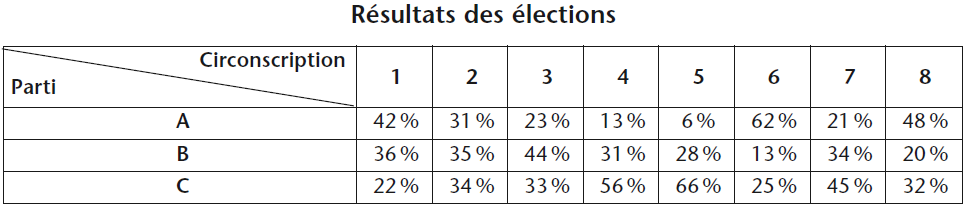 Résultats des élections
Circonscription
Parti
1 2 3 4 5 6 7 8
A 42 % 31 % 23 % 13 % 6 % 62 % 21 % 48 %
B 36 % 35 % 44 % 31 % 28 % 13 % 34 % 20 %
C 22 % 34 % 33 % 56 % 66 % 25 % 45 % 32 %